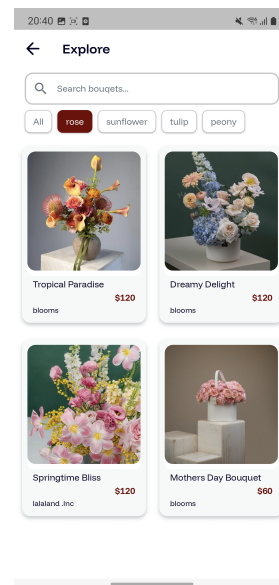 20:40
Explore
Search bouqets...
All rose sunflower tulip peony
Tropical Paradise
$120
blooms
Dreamy Delight
$120
blooms
Springtime Bliss
$120
lalaland .Inc
Mothers Day Bouquet
$60
blooms